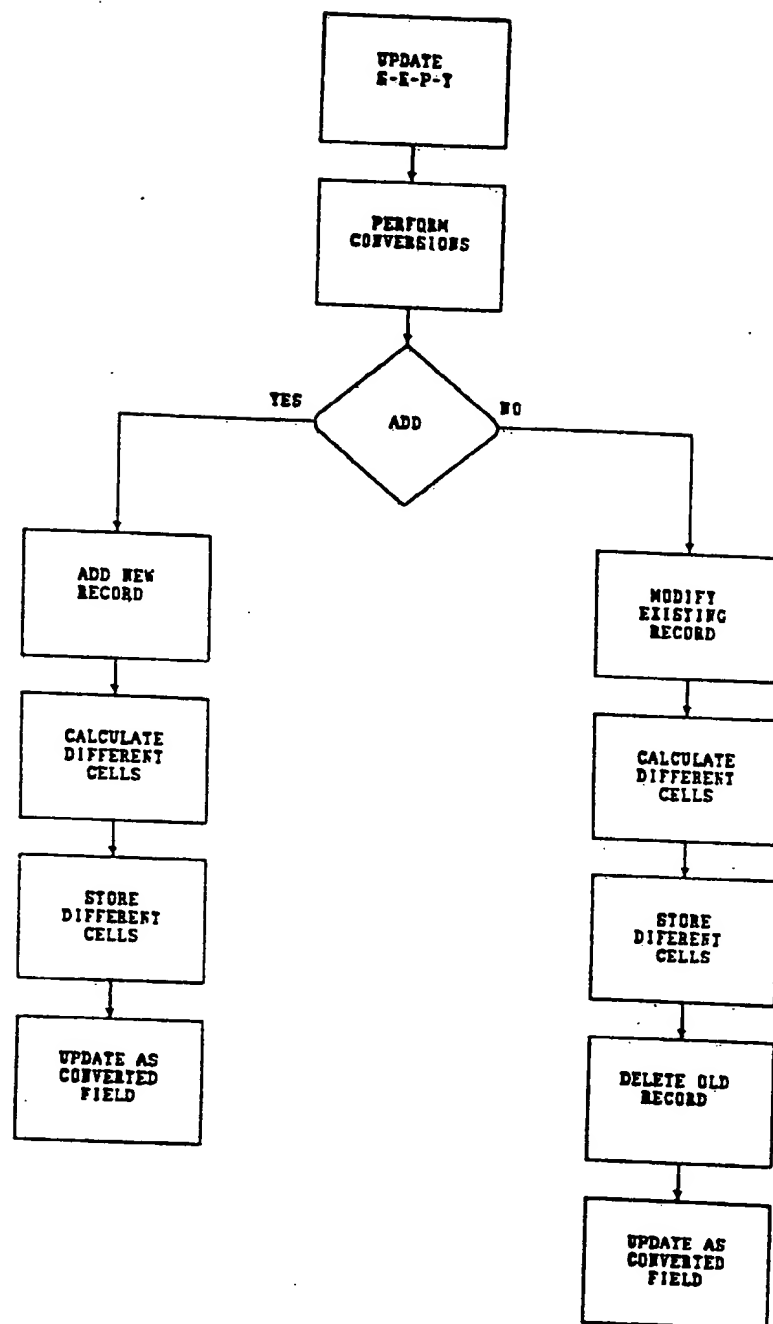 UPDATE
E-E-P-Y
PERFORM
CONVERSIONS
YES
ADD
NO
ADD NEW
RECORD
CALCULATE
DIFFERENT
CELLS
STORE
DIFFERENT
CELLS
UPDATE AS
CONVERTED
FIELD
MODIFY
EXISTING
RECORD
CALCULATE
DIFFERENT
CELLS
STORE
DIFERENT
CELLS
DELETE OLD
RECORD
UPDATE AS
CONVERTED
FIELD